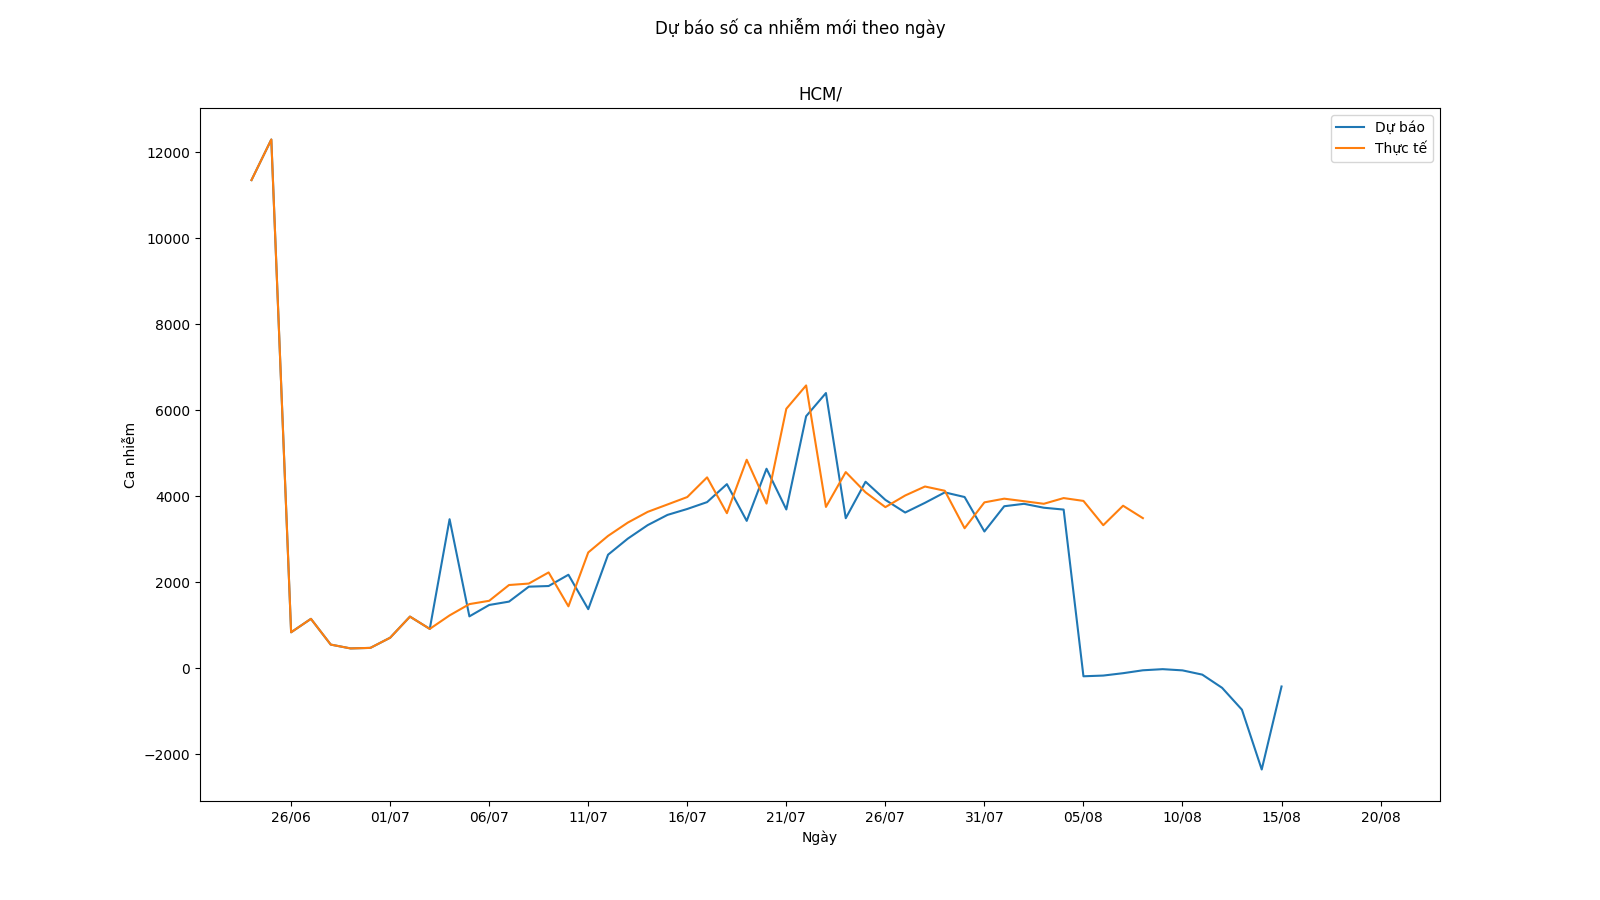 Dự báo số ca nhiễm mới theo ngày
HCM/
Dự báo
Thực tế
12000
10000
8000
6000
4000
2000
0
−2000
Ca nhiễm
26/06 01/07 06/07 11/07 16/07 21/07 26/07 31/07 05/08 10/08 15/08 20/08
Ngày